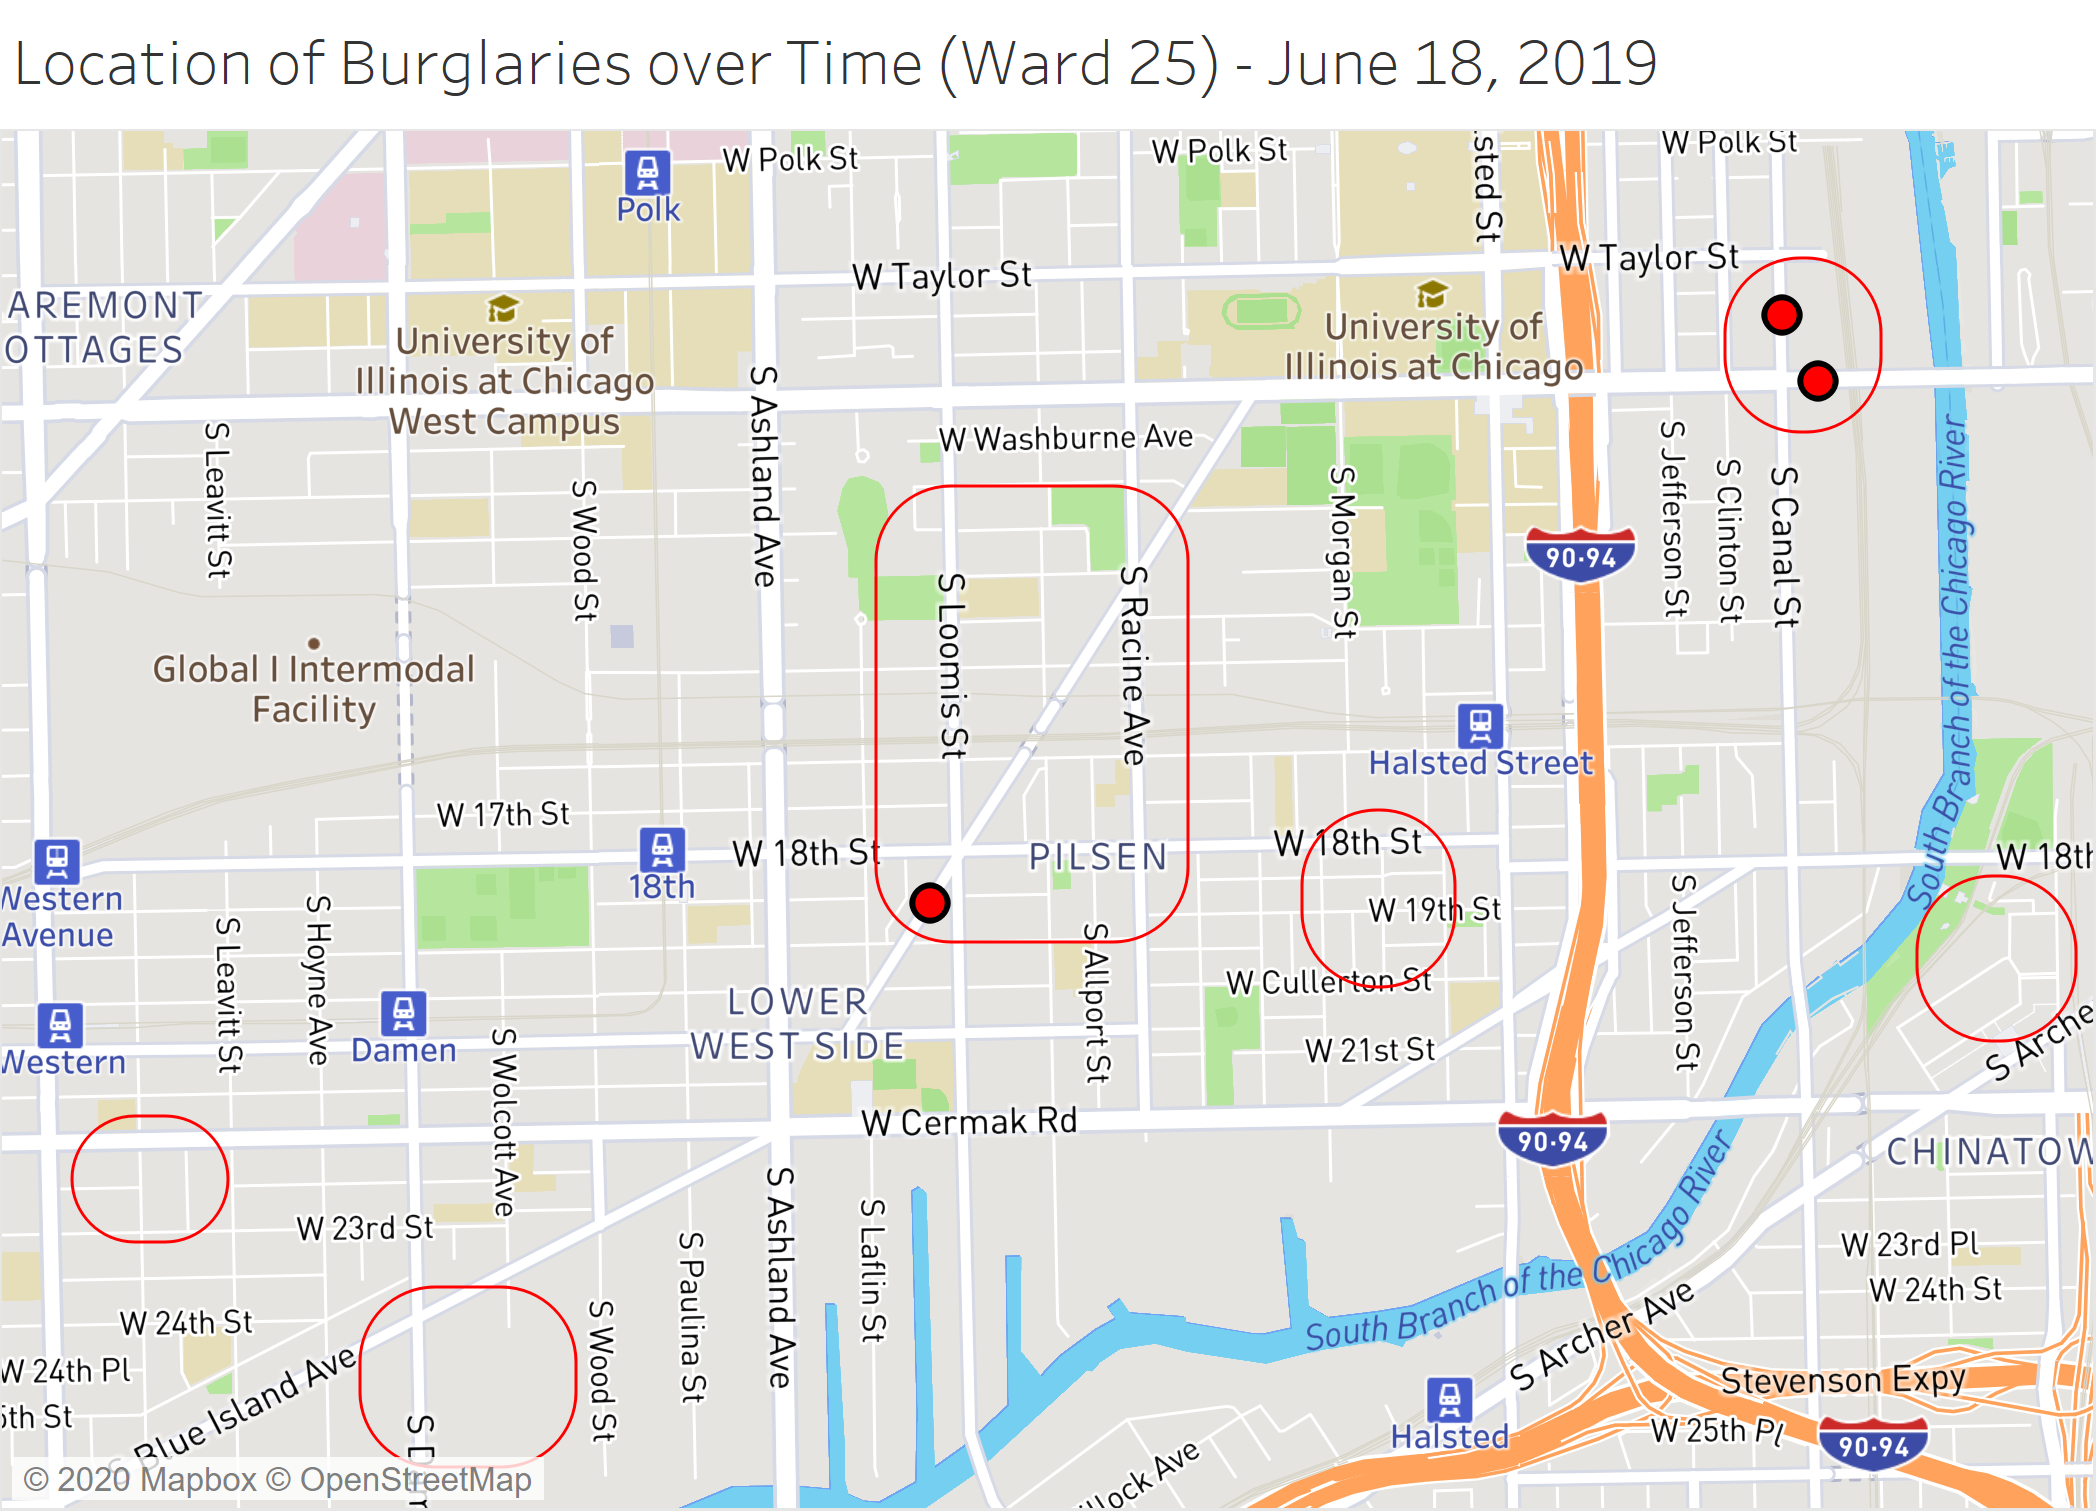 Location of Burglaries over Time (Ward 25) - June 18, 2019
W Polk St
W Polk St
W Polk St
Polk
sted St
W Taylor St
W Taylor St
AREMONT
OTTAGES
University of
Illinois at Chicago
West Campus
University of
Illinois at Chicago
S Ashland Ave
W Washburne Ave
S Leavitt St
S Wood St
S Morgan St
S Jefferson St
S Clinton St
S Canal St
South Branch of the Chicago River
90-94
S Loomis St
S Racine Ave
Global I Intermodal
Facility
Halsted Street
W 17th St
W 18th St
PILSEN
W 18th St
W 18th
18th
Western
Avenue
S Leavitt St
S Hoyne Ave
W 19th St
S Allport St
S Jefferson St
W Cullerton St
LOWER
WEST SIDE
Western
Damen
S Wolcott Ave
W 21st St
S Arche
W Cermak Rd
90-94
CHINATOW
W 23rd St
S Paulina St
S Ashland Ave
S Laflin St
South Branch of the Chicago River
W 23rd Pl
W 24th St
W 24th St
S Wood St
W 24th Pl
5th St
S Blue Island Ave
S Archer Ave
Stevenson Expy
Halsted
W 25th Pl
90-94
llock Ave
© 2020 Mapbox © OpenStreetMap